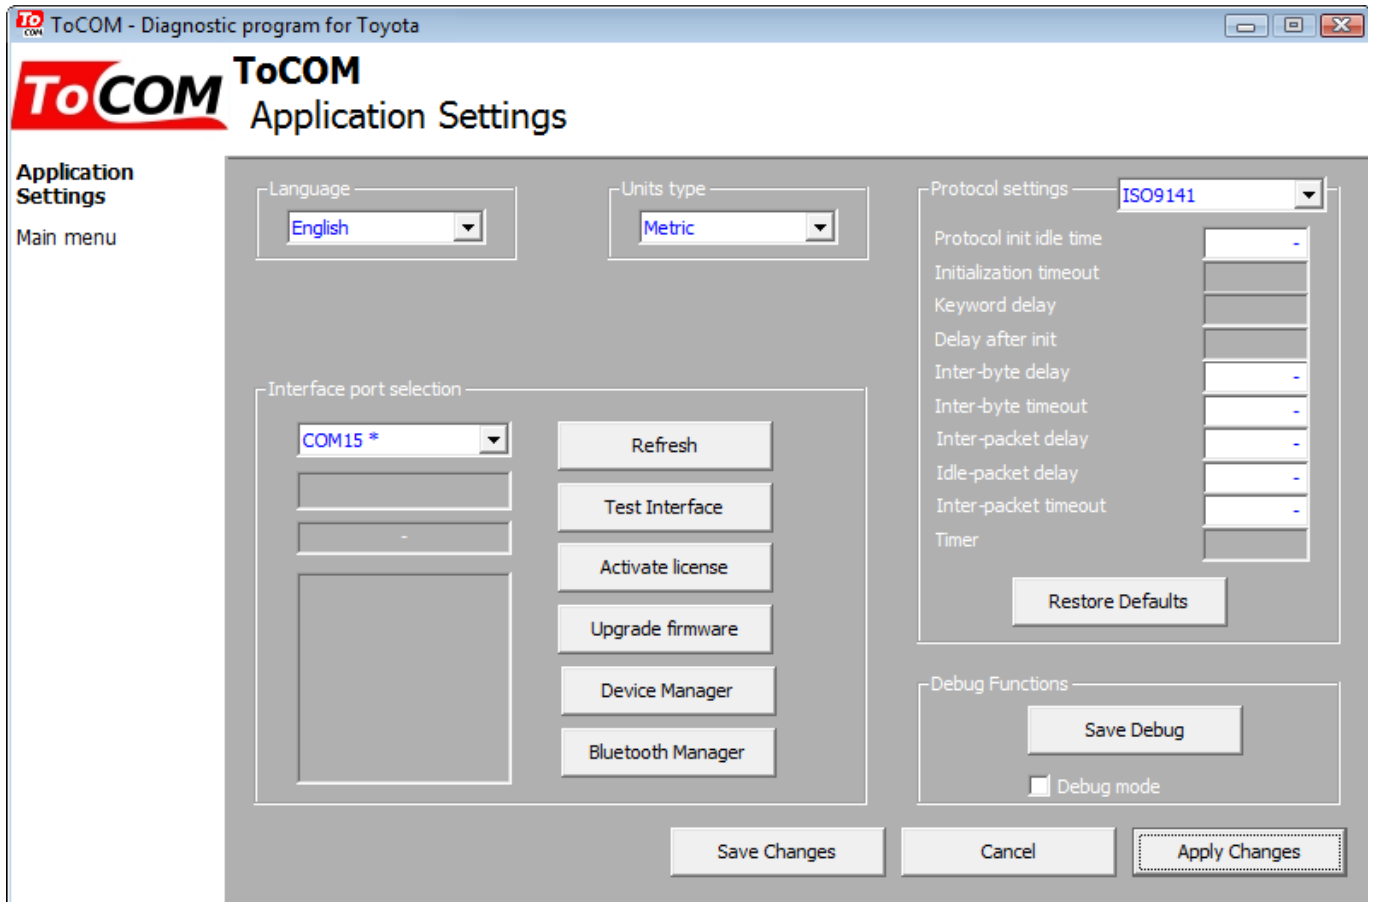 To
COM
ToCOM - Diagnostic program for Toyota
ToCOM
ToCOM
Application Settings
Application
Settings
Main menu
Language
English
Units type
Metric
Protocol settings
ISO9141
Protocol init idle time
-
Initialization timeout
Keyword delay
Delay after init
Inter-byte delay
-
Inter-byte timeout
-
Inter-packet delay
-
Idle-packet delay
-
Inter-packet timeout
-
Timer
Restore Defaults
Interface port selection
COM15 *
-
Refresh
Test Interface
Activate license
Upgrade firmware
Device Manager
Bluetooth Manager
Debug Functions
Save Debug
Debug mode
Save Changes
Cancel
Apply Changes